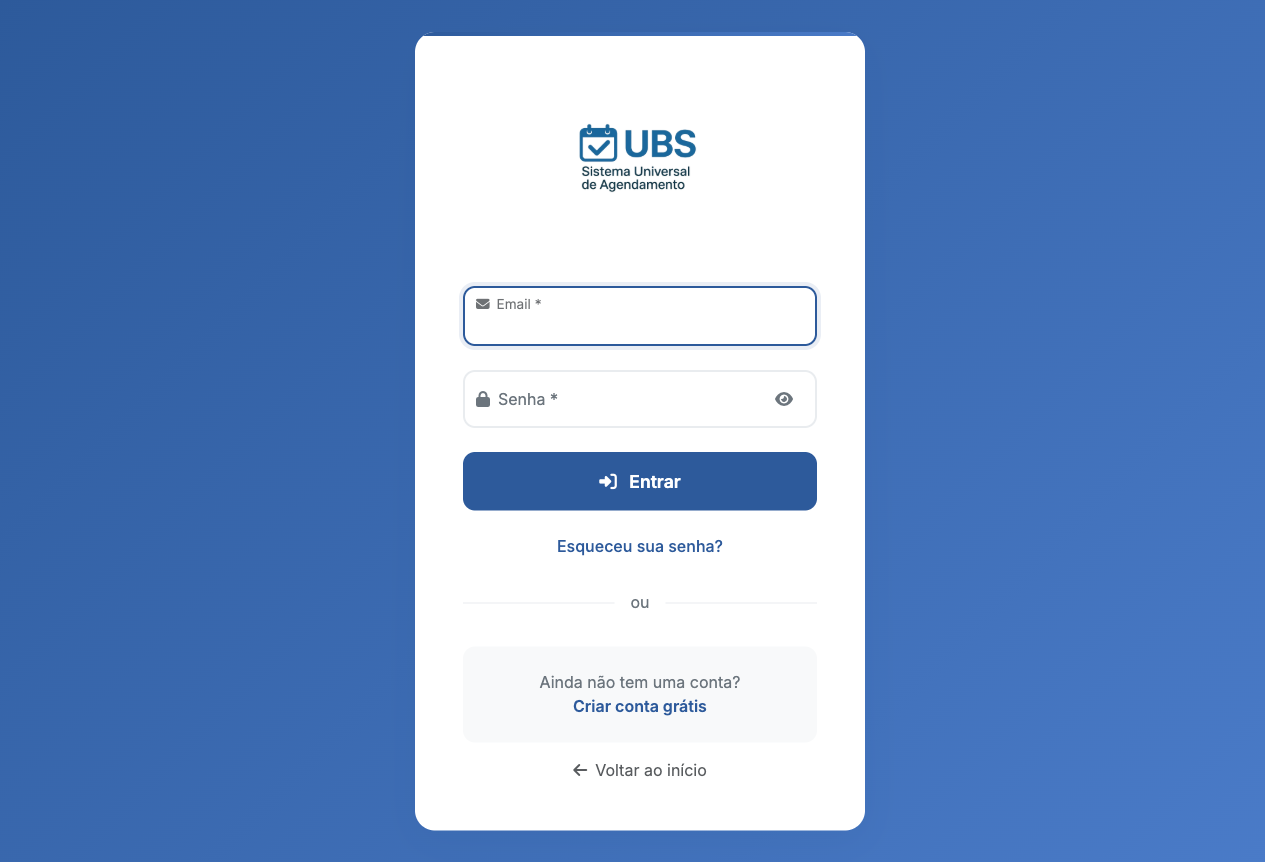 UBS
Sistema Universal
de Agendamento
Email *
Senha *
Entrar
Esqueceu sua senha?
ou
Ainda não tem uma conta?
Criar conta grátis
Voltar ao início